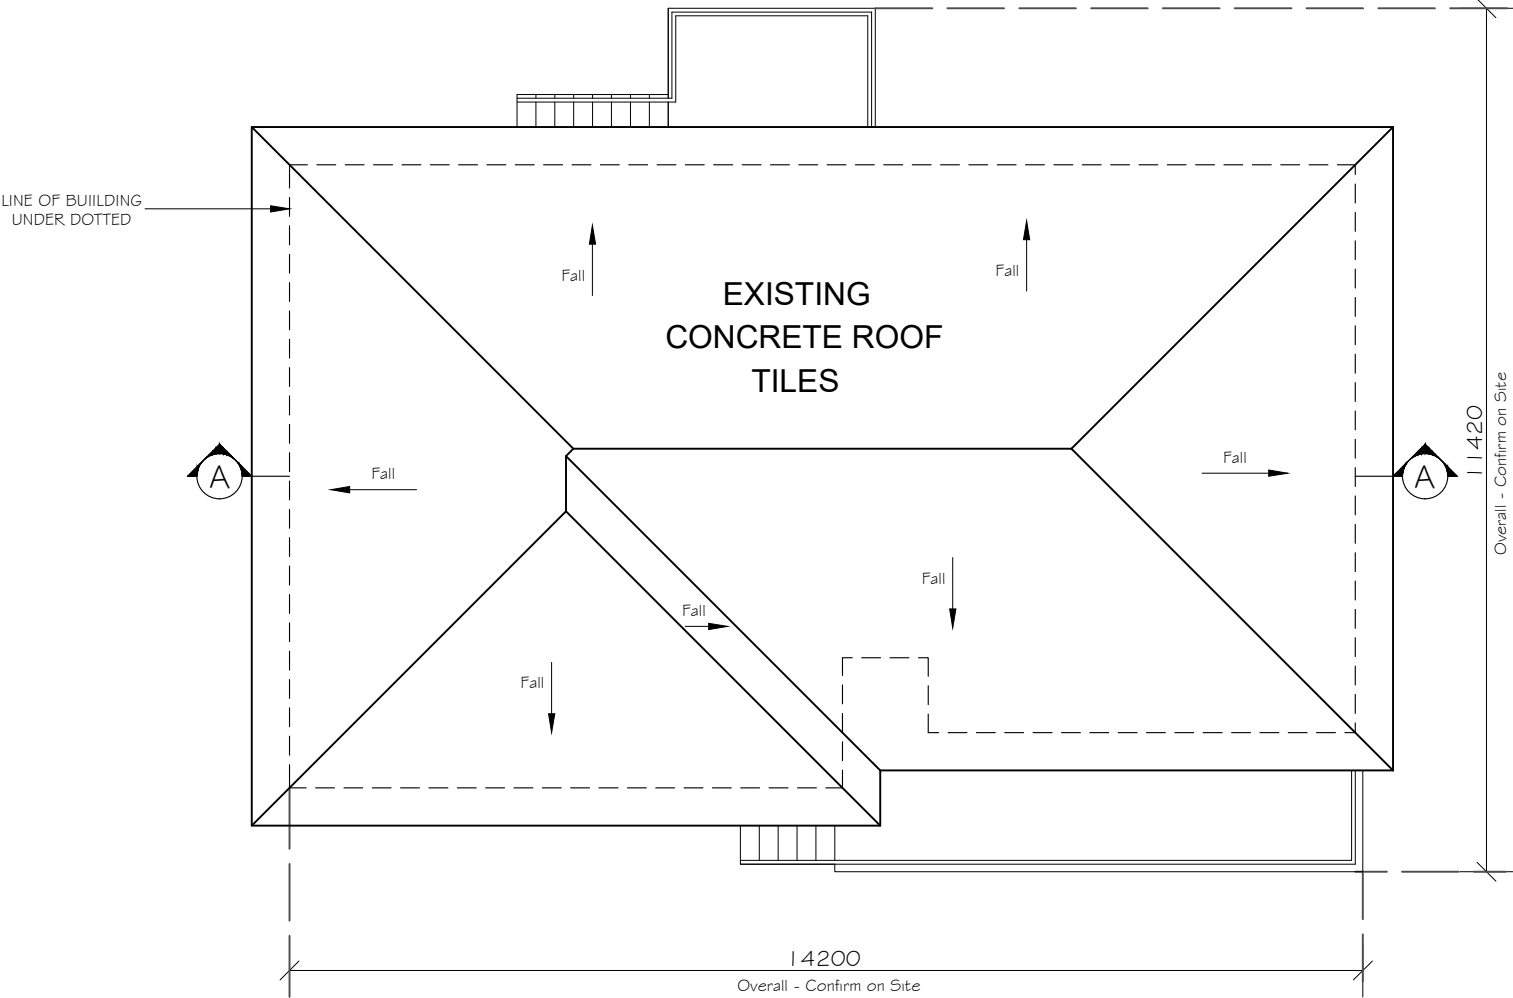 LINE OF BUIILDING
UNDER DOTTED
Fall
Fall
EXISTING
CONCRETE ROOF
TILES
11420
Overall - Confirm on Site
A
Fall
Fall
A
Fall
Fall
Fall
14200
Overall - Confirm on Site